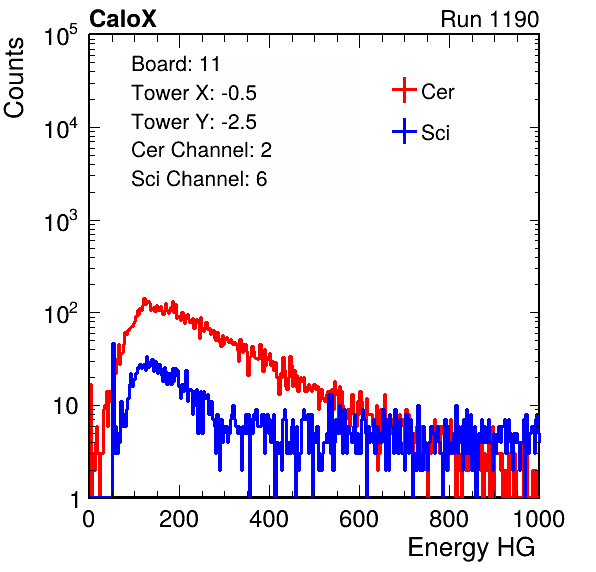 CaloX Run 1190
Counts
Board: 11
Tower X: -0.5
Tower Y: -2.5
Cer Channel: 2
Sci Channel: 6
Cer
Sci
10^5
10^4
10^3
10^2
10
1
0 200 400 600 800 1000
Energy HG